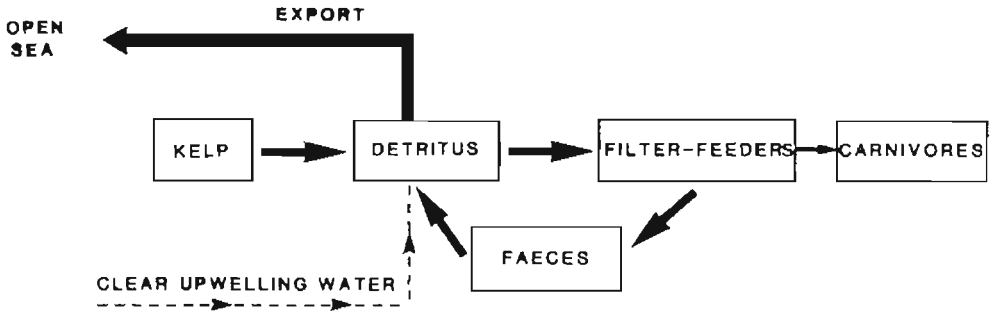 EXPORT
OPEN
SEA
KELP
DETRITUS
FILTER-FEEDERS
CARNIVORES
FAECES
CLEAR UPWELLING WATER